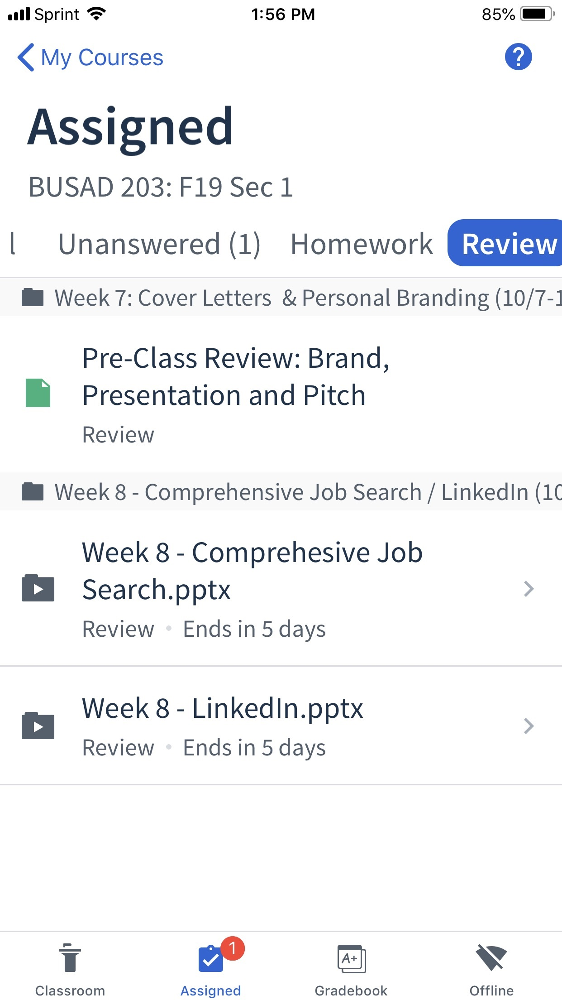 Sprint 1:56 PM 85%
My Courses ?
Assigned
BUSAD 203: F19 Sec 1
l Unanswered (1) Homework Review
Week 7: Cover Letters & Personal Branding (10/7-1
Pre-Class Review: Brand,
Presentation and Pitch
Review
Week 8 - Comprehensive Job Search / LinkedIn (10
Week 8 - Comprehesive Job
Search.pptx
Review • Ends in 5 days
Week 8 - LinkedIn.pptx
Review • Ends in 5 days
1
A+
Classroom Assigned Gradebook Offline